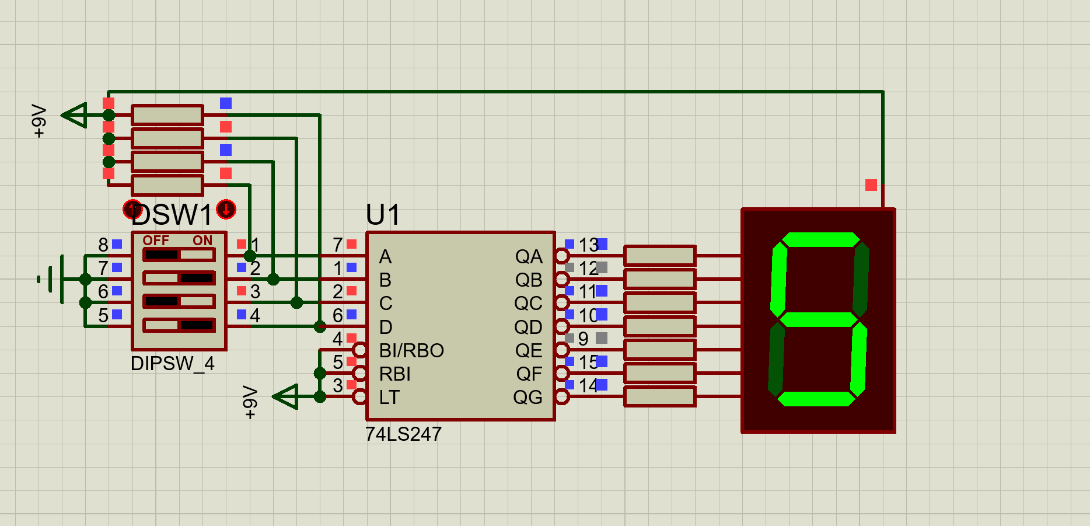 +9V
DSW1
OFF ON
8 1
7 2
6 3
5 4
DIPSW_4
+9V
U1
7 A QA 13
1 B QB 12
2 C QC 11
6 D QD 10
4 BI/RBO QE 9
5 RBI QF 15
3 LT QG 14
74LS247